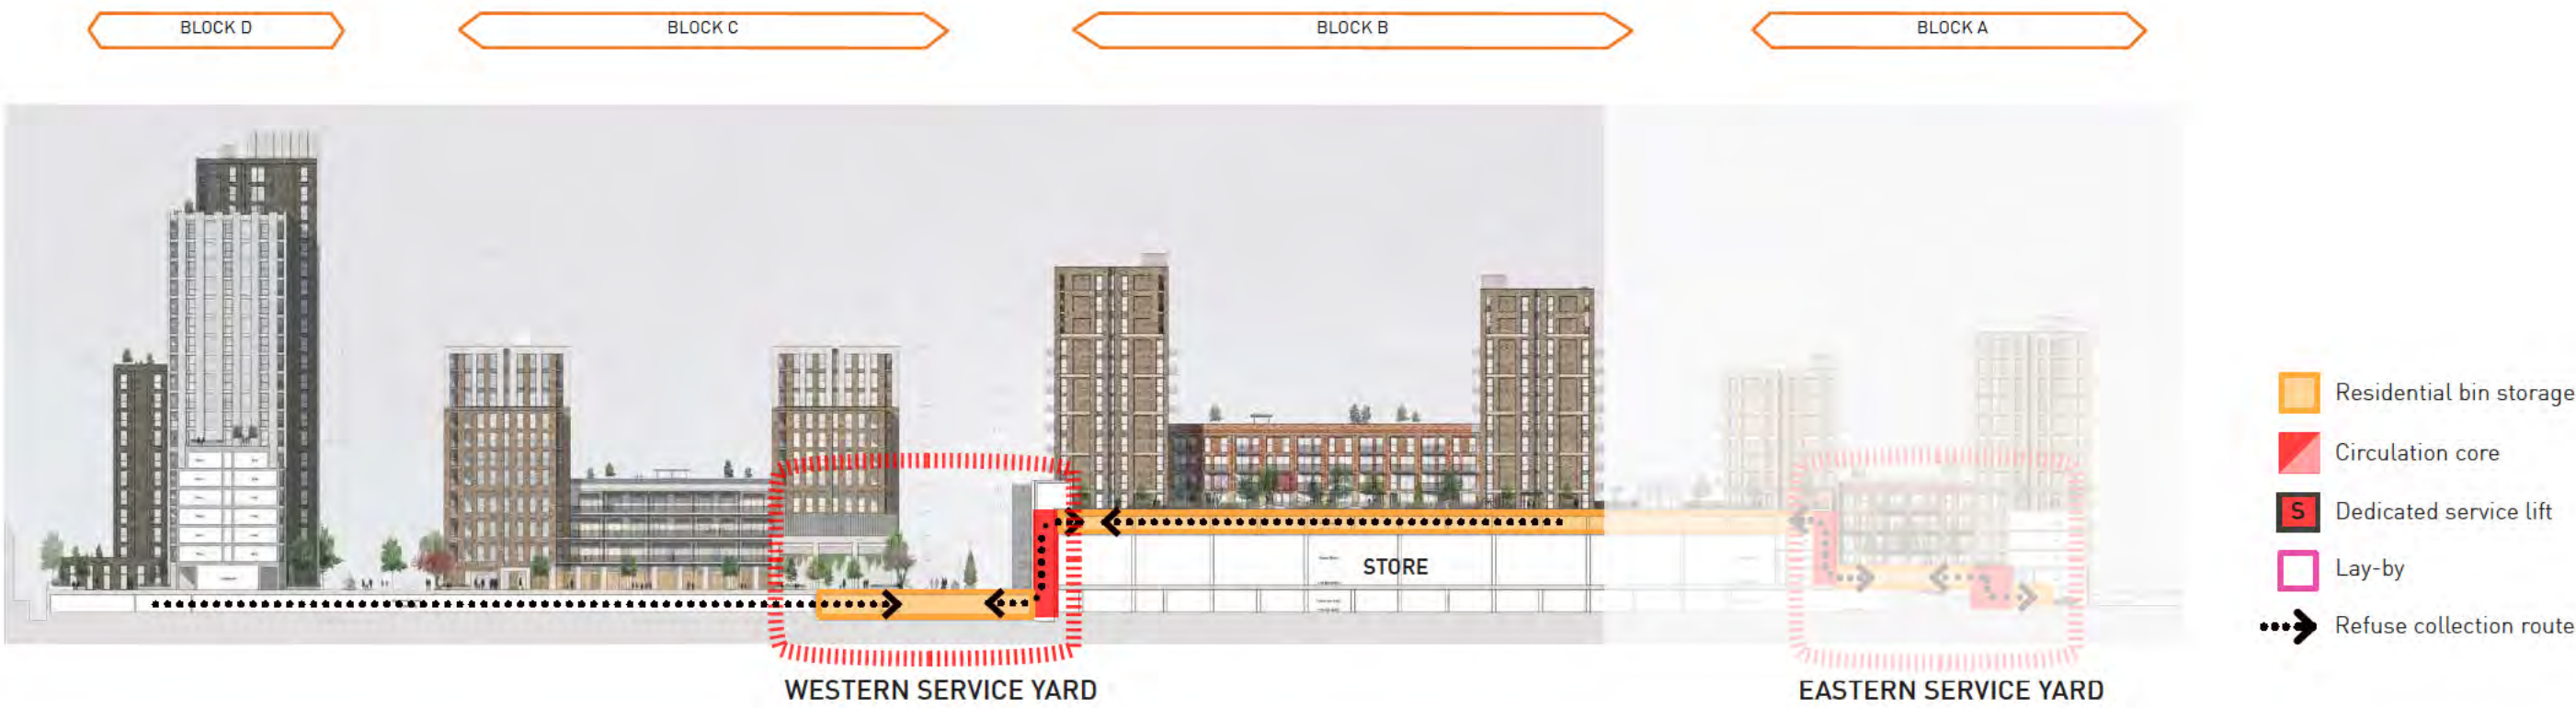 BLOCK D
BLOCK C
BLOCK B
BLOCK A
STORE
Residential bin storage
Circulation core
S
Dedicated service lift
Lay-by
Refuse collection route
WESTERN SERVICE YARD
EASTERN SERVICE YARD